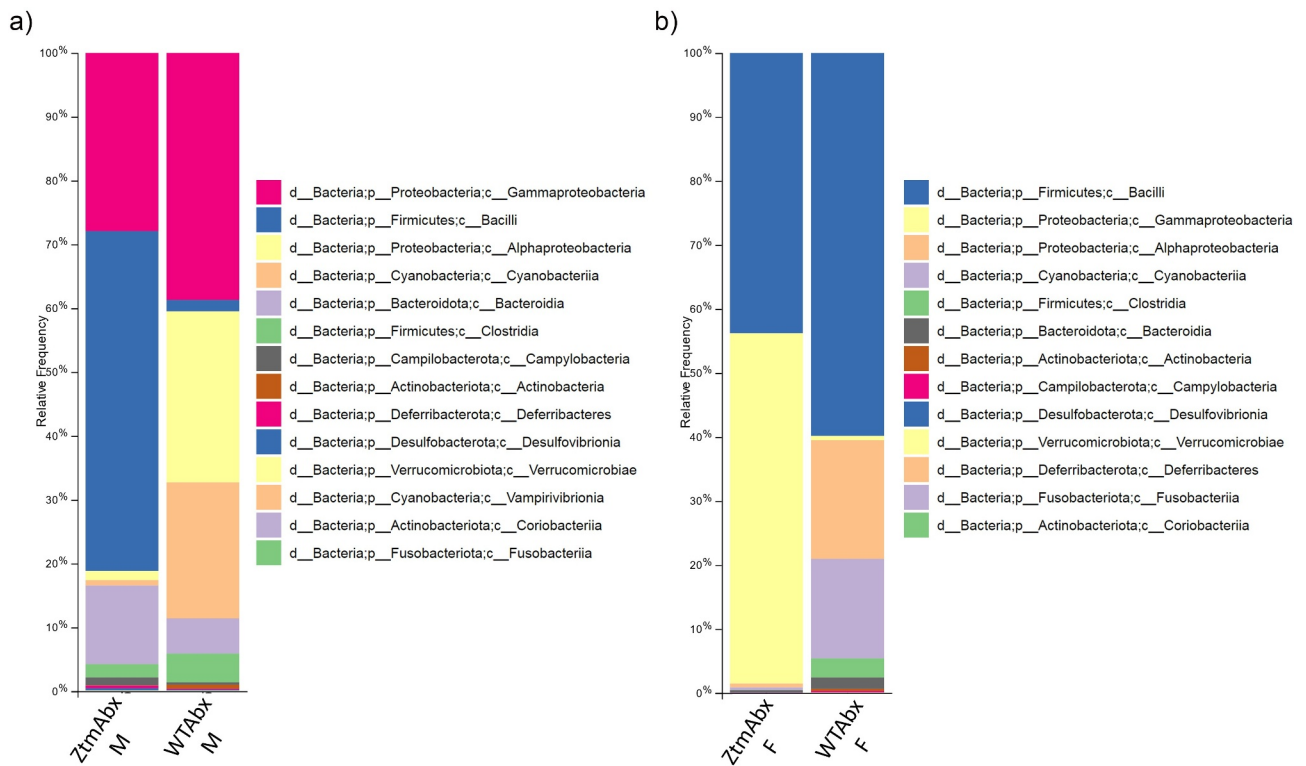 a)
100%
90%
80%
70%
60%
50%
40%
30%
20%
10%
0%
Relative Frequency
ZtmAbx
M
WTAbx
M
d__Bacteria;p__Proteobacteria;c__Gammaproteobacteria
d__Bacteria;p__Firmicutes;c__Bacilli
d__Bacteria;p__Proteobacteria;c__Alphaproteobacteria
d__Bacteria;p__Cyanobacteria;c__Cyanobacteriia
d__Bacteria;p__Bacteroidota;c__Bacteroidia
d__Bacteria;p__Firmicutes;c__Clostridia
d__Bacteria;p__Campilobacterota;c__Campylobacteria
d__Bacteria;p__Actinobacteriota;c__Actinobacteria
d__Bacteria;p__Deferribacterota;c__Deferribacteres
d__Bacteria;p__Desulfobacterota;c__Desulfovibrionia
d__Bacteria;p__Verrucomicrobiota;c__Verrucomicrobiae
d__Bacteria;p__Cyanobacteria;c__Vampirivibrionia
d__Bacteria;p__Actinobacteriota;c__Coriobacteriia
d__Bacteria;p__Fusobacteriota;c__Fusobacteriia
b)
100%
90%
80%
70%
60%
50%
40%
30%
20%
10%
0%
Relative Frequency
ZtmAbx
F
WTAbx
F
d__Bacteria;p__Firmicutes;c__Bacilli
d__Bacteria;p__Proteobacteria;c__Gammaproteobacteria
d__Bacteria;p__Proteobacteria;c__Alphaproteobacteria
d__Bacteria;p__Cyanobacteria;c__Cyanobacteriia
d__Bacteria;p__Firmicutes;c__Clostridia
d__Bacteria;p__Bacteroidota;c__Bacteroidia
d__Bacteria;p__Actinobacteriota;c__Actinobacteria
d__Bacteria;p__Campilobacterota;c__Campylobacteria
d__Bacteria;p__Desulfobacterota;c__Desulfovibrionia
d__Bacteria;p__Verrucomicrobiota;c__Verrucomicrobiae
d__Bacteria;p__Deferribacterota;c__Deferribacteres
d__Bacteria;p__Fusobacteriota;c__Fusobacteriia
d__Bacteria;p__Actinobacteriota;c__Coriobacteriia